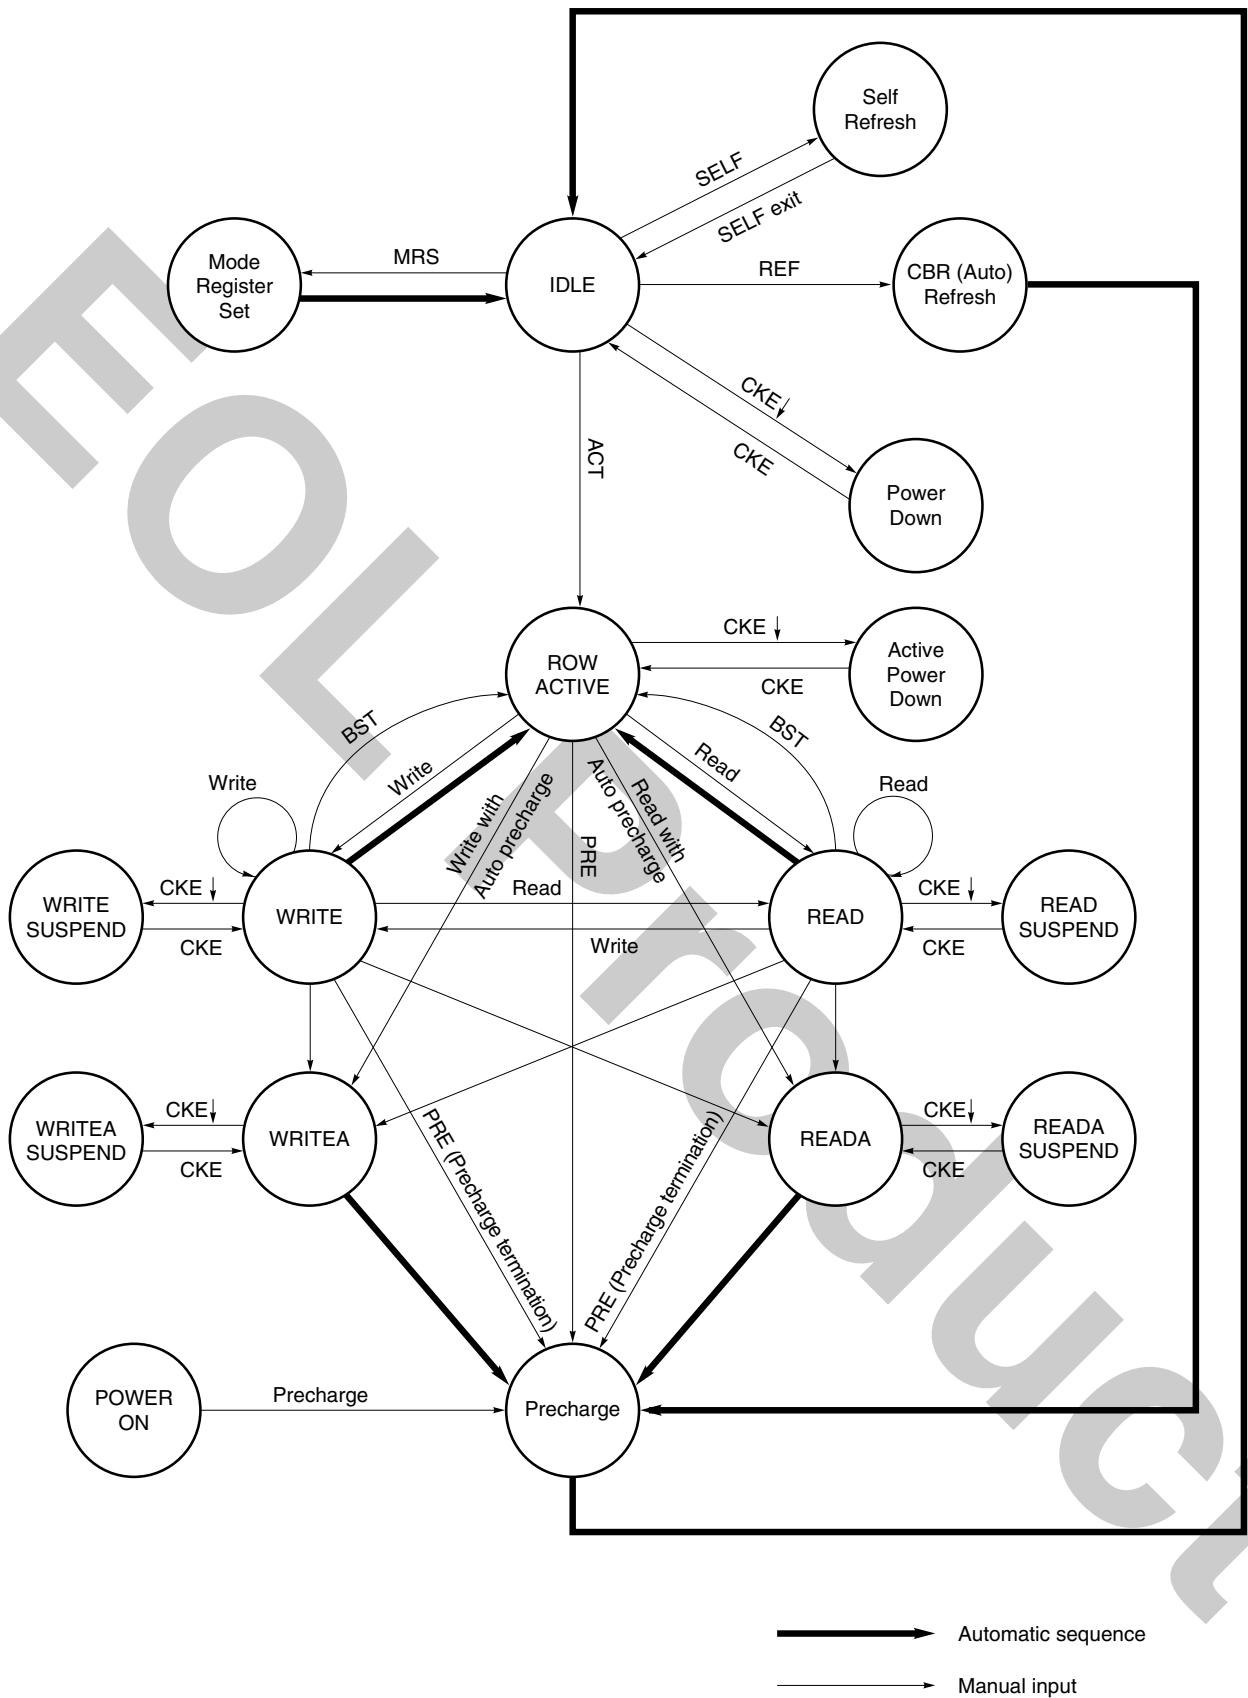 Self
Refresh
SELF
SELF exit
Mode
Register
Set
MRS
IDLE
REF
CBR (Auto)
Refresh
CKE
CKE
Power
Down
ACT
ROW
ACTIVE
CKE
CKE
Active
Power
Down
BST
Write
Write
Write with
Auto precharge
PRE
Read with
Auto precharge
Read
BST
Read
WRITE
SUSPEND
CKE
CKE
WRITE
Read
Write
READ
CKE
CKE
READ
SUSPEND
WRITEA
SUSPEND
CKE
CKE
WRITEA
PRE (Precharge termination)
PRE (Precharge termination)
READA
CKE
CKE
READA
SUSPEND
POWER
ON
Precharge
Precharge
Automatic sequence
Manual input
EOL Product